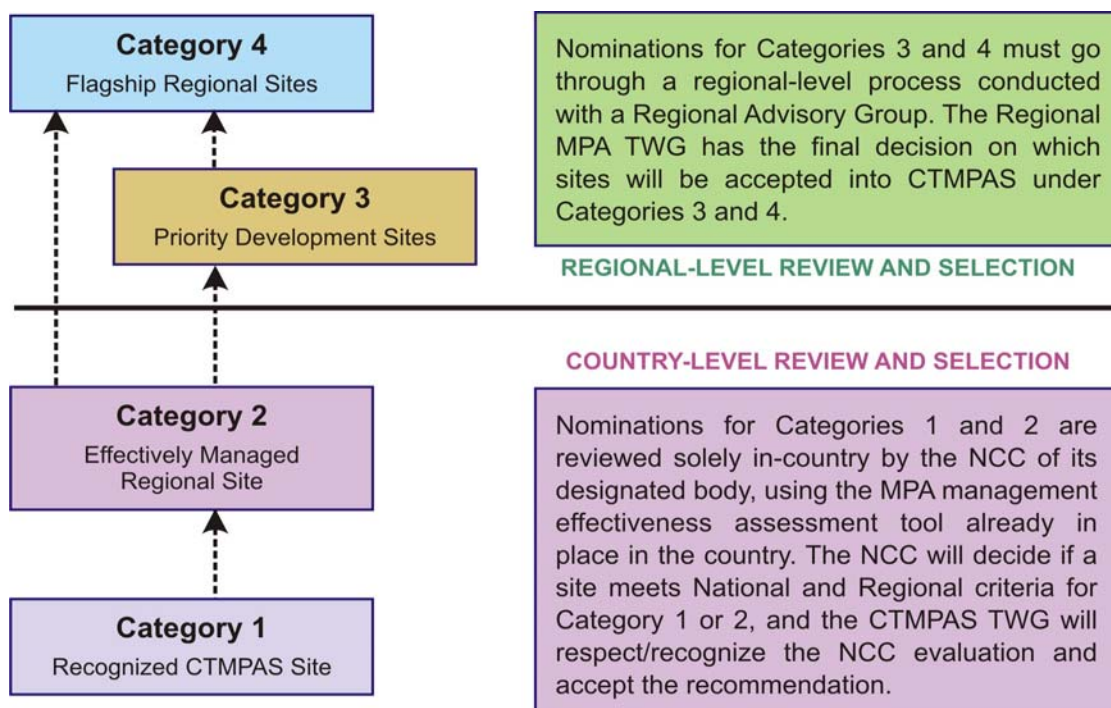 Category 4
Flagship Regional Sites
Category 3
Priority Development Sites
Nominations for Categories 3 and 4 must go
through a regional-level process conducted
with a Regional Advisory Group. The Regional
MPA TWG has the final decision on which
sites will be accepted into CTMPAS under
Categories 3 and 4.
REGIONAL-LEVEL REVIEW AND SELECTION
COUNTRY-LEVEL REVIEW AND SELECTION
Category 2
Effectively Managed
Regional Site
Category 1
Recognized CTMPAS Site
Nominations for Categories 1 and 2 are
reviewed solely in-country by the NCC of its
designated body, using the MPA management
effectiveness assessment tool already in
place in the country. The NCC will decide if a
site meets National and Regional criteria for
Category 1 or 2, and the CTMPAS TWG will
respect/recognize the NCC evaluation and
accept the recommendation.